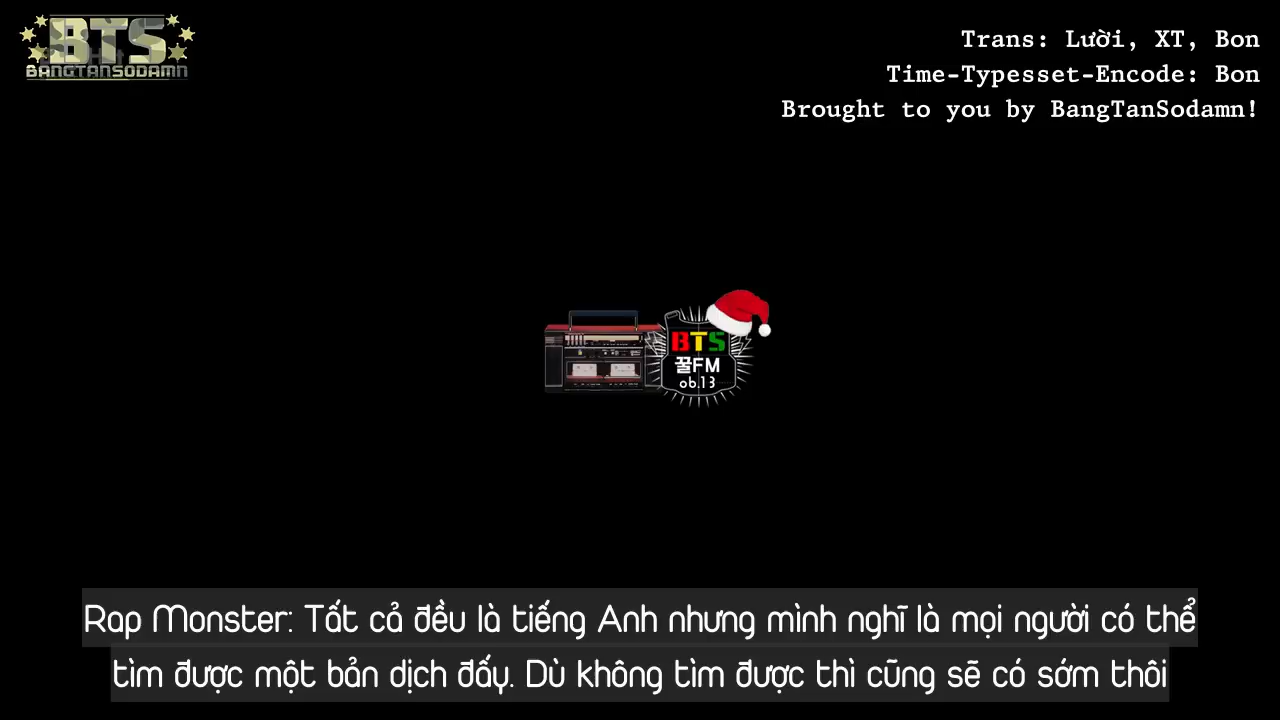 BTS
BANGTANSODAMN
Trans: Lười, XT, Bon
Time-Typesset-Encode: Bon
Brought to you by BangTanSodamn!
BTS
꿀FM
06.13
Rap Monster: Tất cả đều là tiếng Anh nhưng mình nghĩ là mọi người có thể
tìm được một bản dịch đấy. Dù không tìm được thì cũng sẽ có sớm thôi